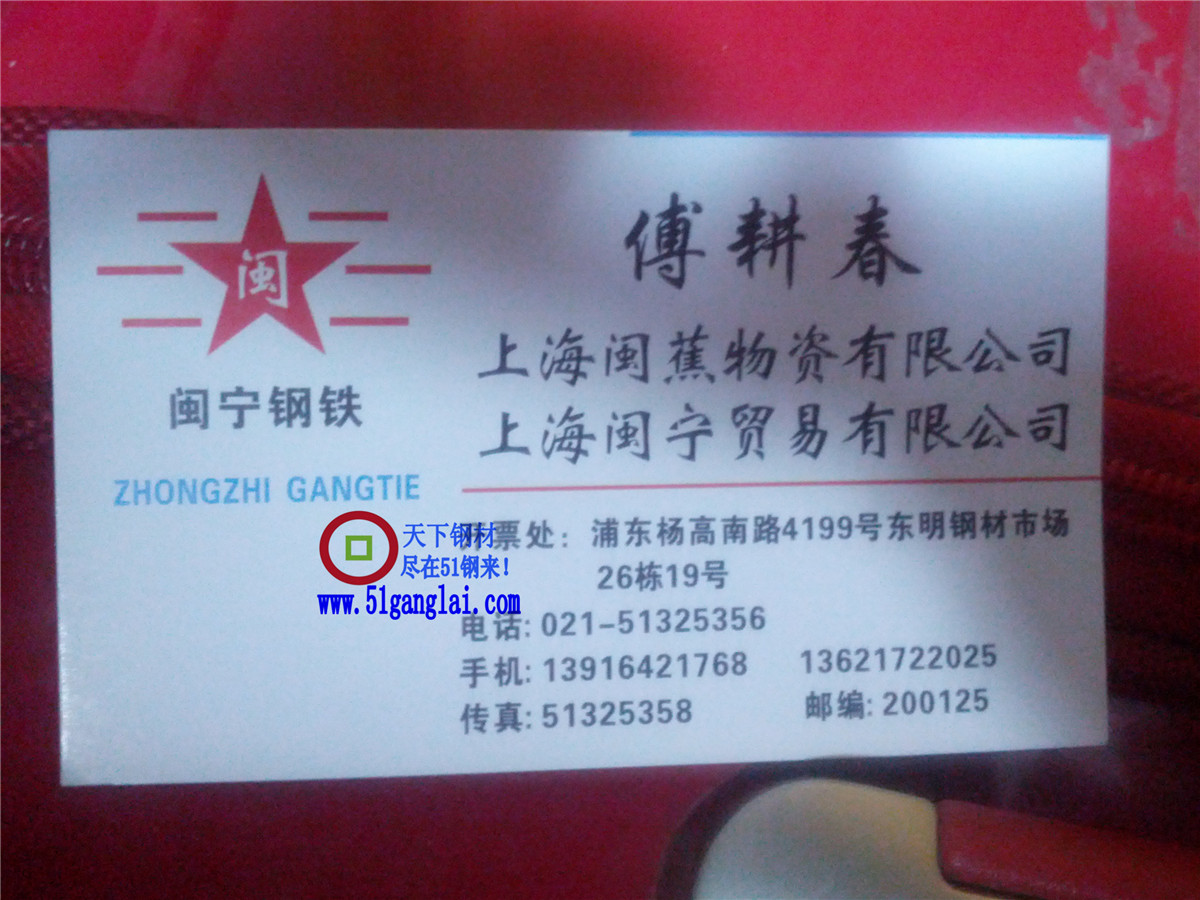 闽
闽宁钢铁
ZHONGZHI GANGTIE
傅耕春
上海闽蕉物资有限公司
上海闽宁贸易有限公司
开票处：浦东杨高南路4199号东明钢材市场
26栋19号
电话: 021-51325356
手机: 13916421768 13621722025
传真: 51325358 邮编: 200125
天下钢材
尽在51钢来!
www.51ganglai.com